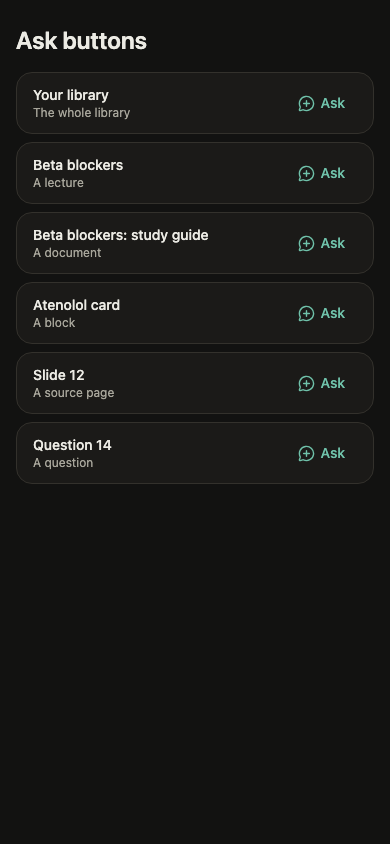 Ask buttons
Your library
The whole library
Ask
Beta blockers
A lecture
Ask
Beta blockers: study guide
A document
Ask
Atenolol card
A block
Ask
Slide 12
A source page
Ask
Question 14
A question
Ask